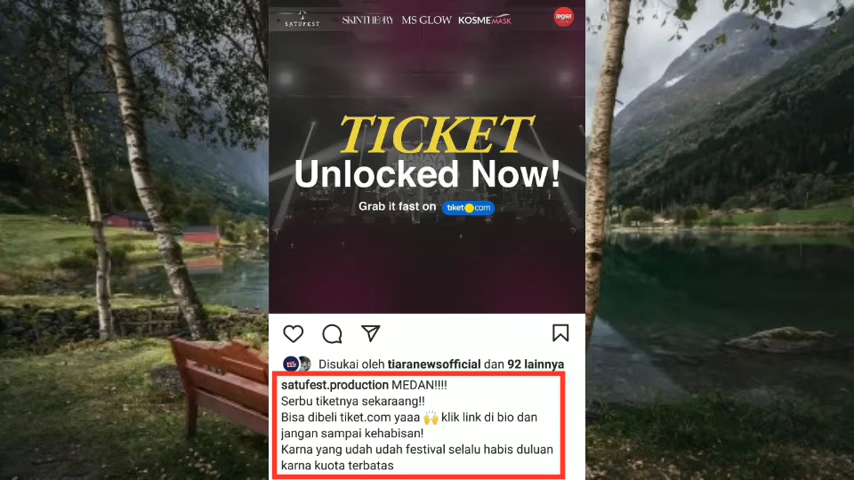 SATUFEST SKINTHEORY MS GLOW KOSMEMASK
TICKET
Unlocked Now!
Grab it fast on tiket.com
Disukai oleh tiaranewsofficial dan 92 lainnya
satufest.production MEDAN!!!!
Serbu tiketnya sekaraang!!
Bisa dibeli tiket.com yaaa 🙌 klik link di bio dan
jangan sampai kehabisan!
Karna yang udah udah festival selalu habis duluan
karna kuota terbatas